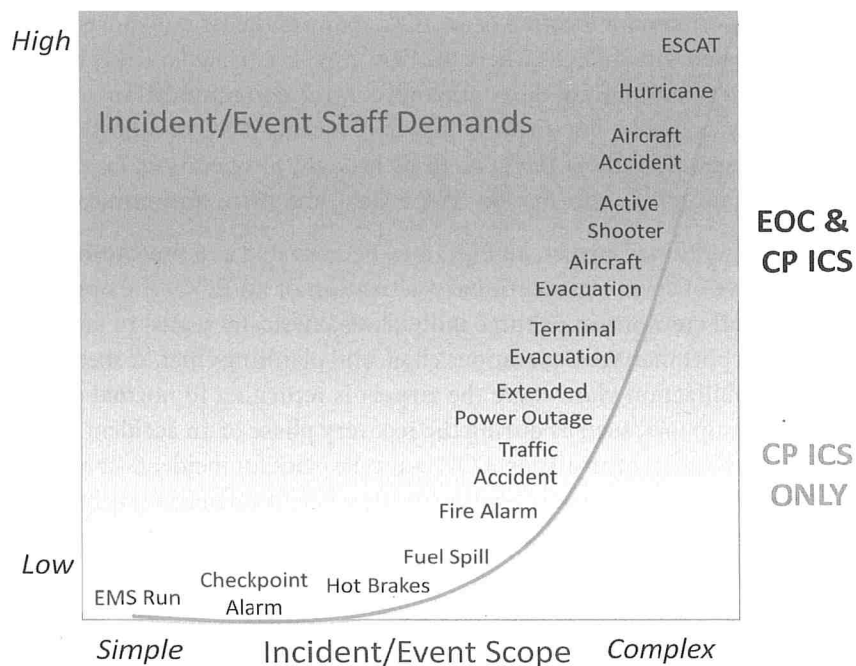 High
ESCAT
Hurricane
Incident/Event Staff Demands
Aircraft
Accident
Active
Shooter
EOC &
CP ICS
Aircraft
Evacuation
Terminal
Evacuation
Extended
Power Outage
Traffic
Accident
CP ICS
ONLY
Fire Alarm
Low
Fuel Spill
Checkpoint
Alarm
Hot Brakes
EMS Run
Simple
Incident/Event Scope
Complex